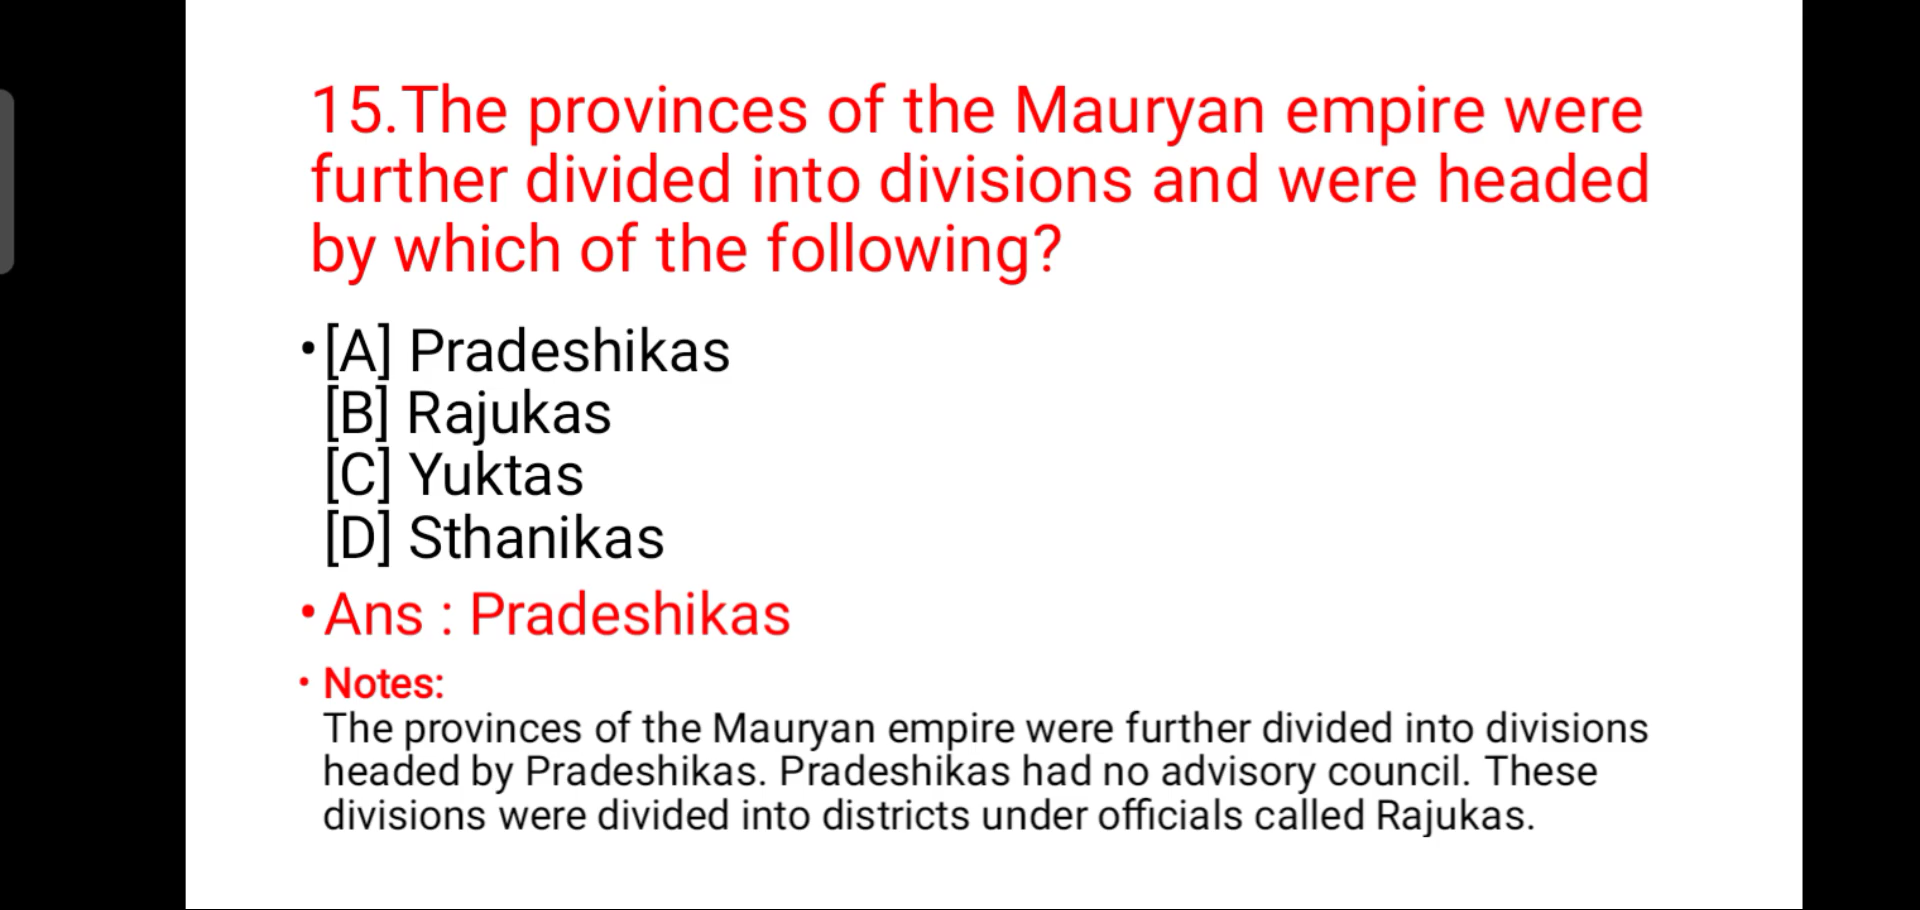 15.The provinces of the Mauryan empire were
further divided into divisions and were headed
by which of the following?
•[A] Pradeshikas
[B] Rajukas
[C] Yuktas
[D] Sthanikas
•Ans : Pradeshikas
• Notes:
The provinces of the Mauryan empire were further divided into divisions
headed by Pradeshikas. Pradeshikas had no advisory council. These
divisions were divided into districts under officials called Rajukas.